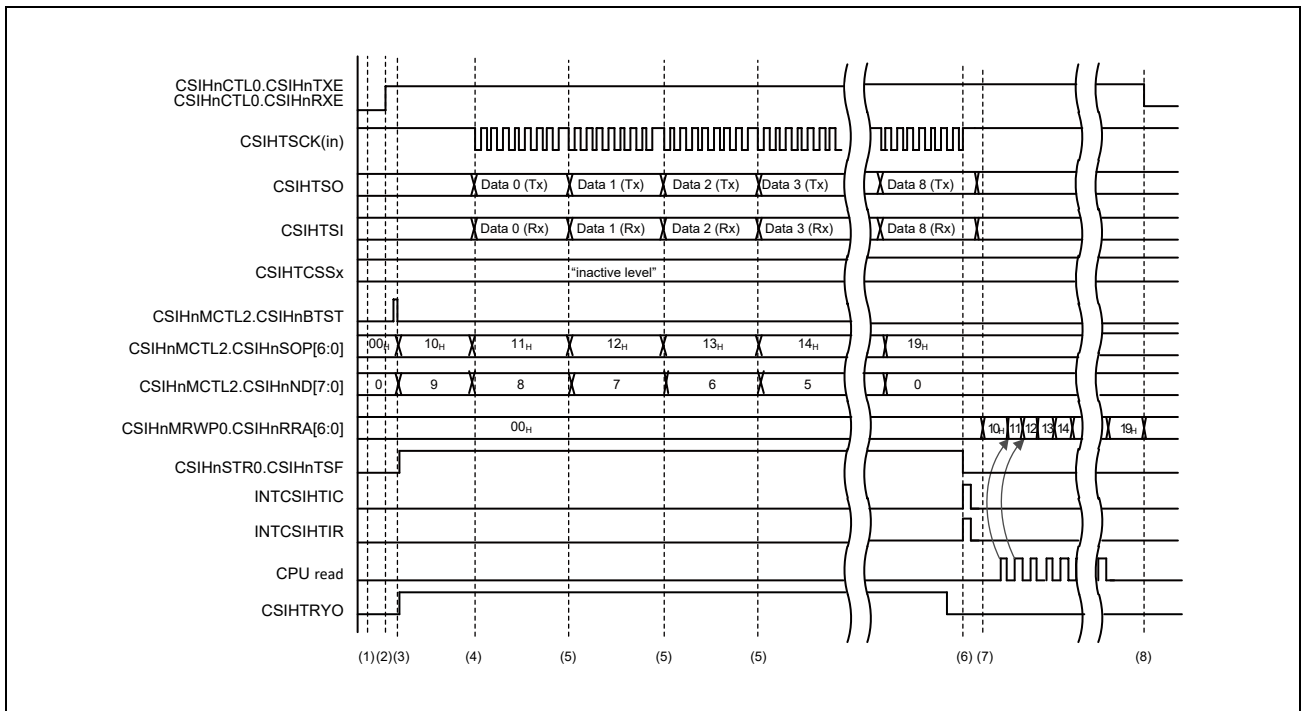 CSIHnCTL0.CSIHnTXE
CSIHnCTL0.CSIHnRXE
CSIHTSCK(in)
CSIHTSO Data 0 (Tx) Data 1 (Tx) Data 2 (Tx) Data 3 (Tx) Data 8 (Tx)
CSIHTSI Data 0 (Rx) Data 1 (Rx) Data 2 (Rx) Data 3 (Rx) Data 8 (Rx)
CSIHTCSSx "inactive level"
CSIHnMCTL2.CSIHnBTST
CSIHnMCTL2.CSIHnSOP[6:0] 00H 10H 11H 12H 13H 14H 19H
CSIHnMCTL2.CSIHnND[7:0] 0 9 8 7 6 5 0
CSIHnMRWP0.CSIHnRRA[6:0] 00H 10H 11 12 13 14 19H
CSIHnSTR0.CSIHnTSF
INTCSIHTIC
INTCSIHTIR
CPU read
CSIHTRYO
(1) (2) (3) (4) (5) (5) (5) (6) (7) (8)